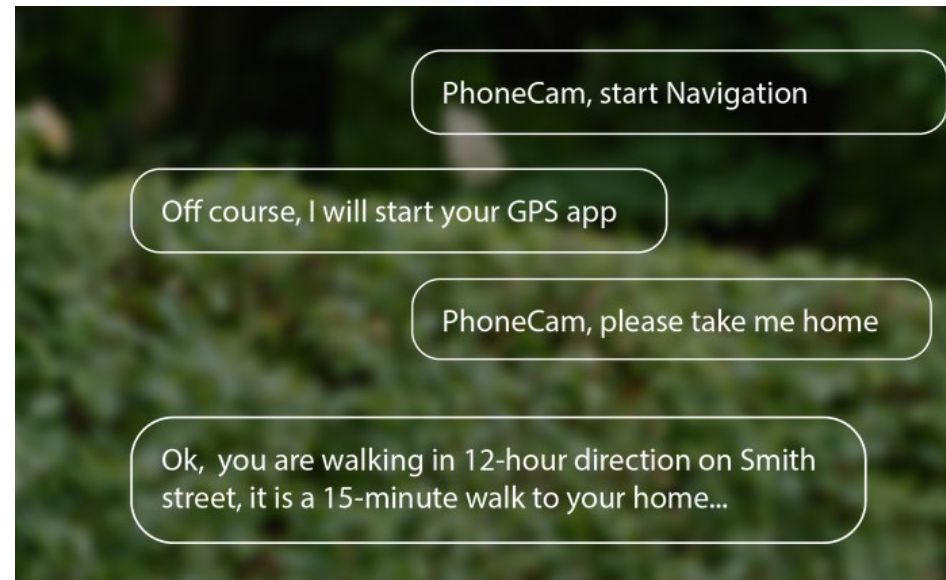 PhoneCam, start Navigation
Off course, I will start your GPS app
PhoneCam, please take me home
Ok,  you are walking in 12-hour direction on Smith
street, it is a 15-minute walk to your home...